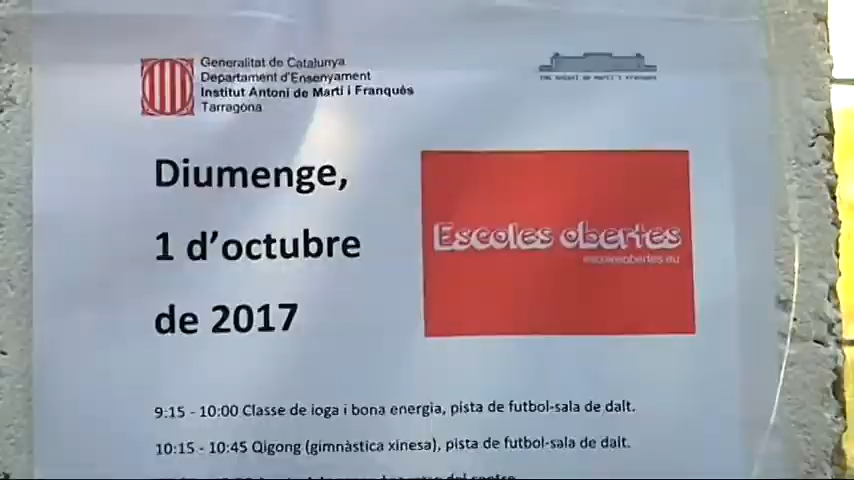 Generalitat de Catalunya
Departament d'Ensenyament
Institut Antoni de Martí i Franquès
Tarragona
Diumenge,
1 d'octubre
de 2017
Escoles obertes
escolesobertes.eu
9:15 - 10:00 Classe de ioga i bona energia, pista de futbol-sala de dalt.
10:15 - 10:45 Qigong (gimnàstica xinesa), pista de futbol-sala de dalt.